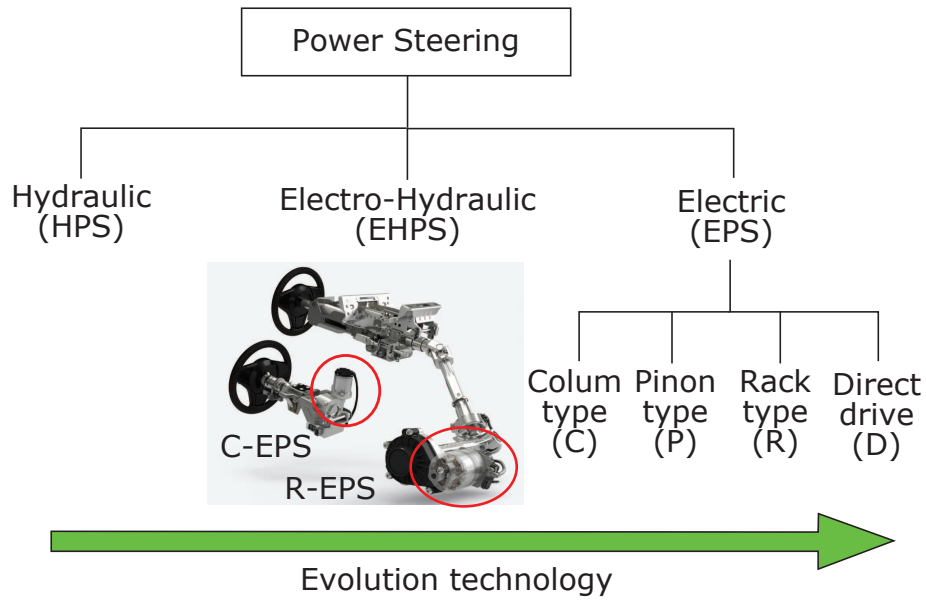 Power Steering
Hydraulic
(HPS)
Electro-Hydraulic
(EHPS)
Electric
(EPS)
Colum
type
(C)
Pinon
type
(P)
Rack
type
(R)
Direct
drive
(D)
C-EPS
R-EPS
Evolution technology